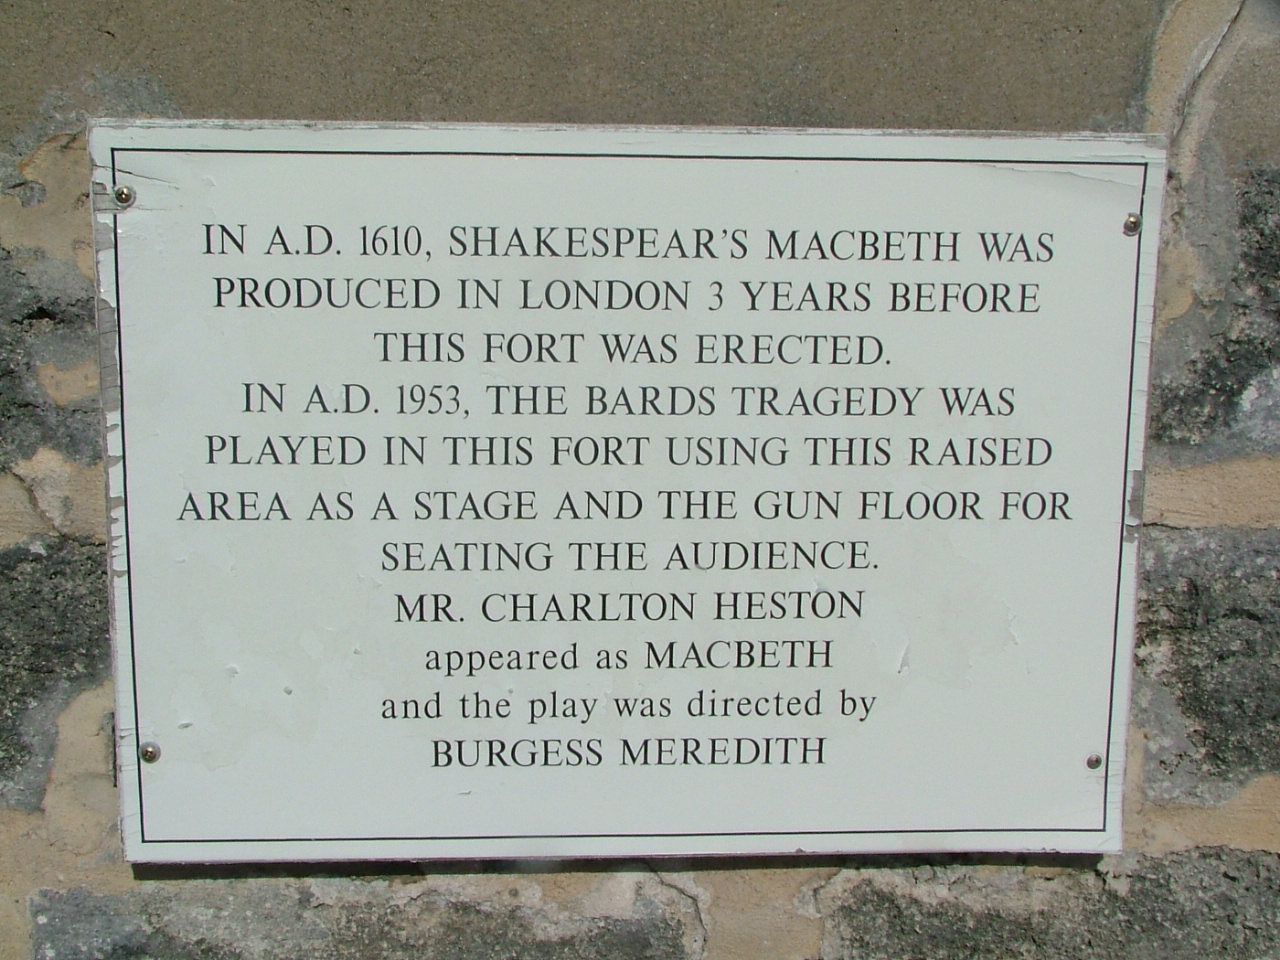 IN A.D. 1610, SHAKESPEAR'S MACBETH WAS
PRODUCED IN LONDON 3 YEARS BEFORE
THIS FORT WAS ERECTED.
IN A.D. 1953, THE BARDS TRAGEDY WAS
PLAYED IN THIS FORT USING THIS RAISED
AREA AS A STAGE AND THE GUN FLOOR FOR
SEATING THE AUDIENCE.
MR. CHARLTON HESTON
appeared as MACBETH
and the play was directed by
BURGESS MEREDITH